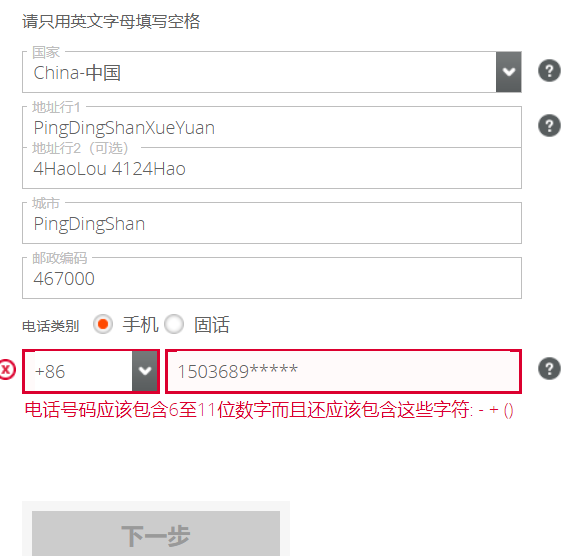 请只用英文字母填写空格
国家
China-中国
?
地址行1
PingDingShanXueYuan
?
地址行2（可选）
4HaoLou 4124Hao
城市
PingDingShan
邮政编码
467000
电话类别 手机 固话
+86 1503689*****
?
电话号码应该包含6至11位数字而且还应该包含这些字符: - + ()
下一步